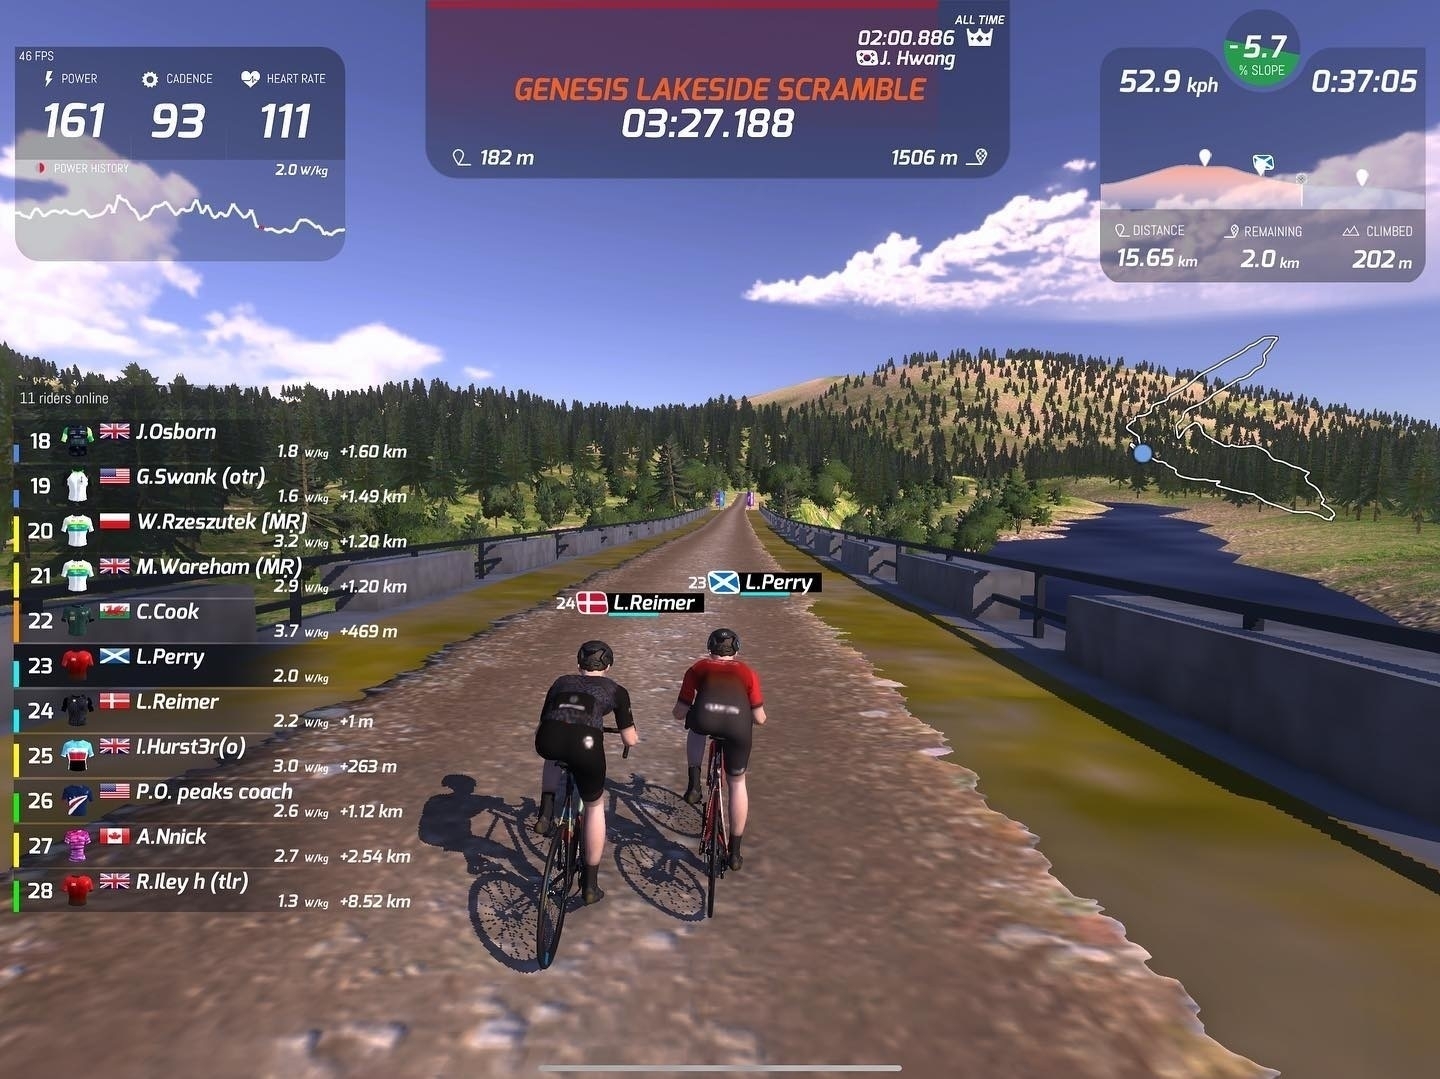 46 FPS
POWER CADENCE HEART RATE
161 93 111
POWER HISTORY 2.0 W/kg
ALL TIME
02:00.886
J. Hwang
GENESIS LAKESIDE SCRAMBLE
03:27.188
182 m 1506 m
-5.7
% SLOPE
52.9 kph 0:37:05
DISTANCE REMAINING CLIMBED
15.65 km 2.0 km 202 m
11 riders online
18 J.Osborn
1.8 W/kg +1.60 km
19 G.Swank (otr)
1.6 W/kg +1.49 km
20 W.Rzeszutek [MR]
3.2 W/kg +1.20 km
21 M.Wareham (MR)
2.9 W/kg +1.20 km
22 C.Cook
3.7 W/kg +469 m
23 L.Perry
2.0 W/kg
24 L.Reimer
2.2 W/kg +1 m
25 I.Hurst3r(o)
3.0 W/kg +263 m
26 P.O. peaks coach
2.6 W/kg +1.12 km
27 A.Nnick
2.7 W/kg +2.54 km
28 R.Iley h (tlr)
1.3 W/kg +8.52 km
23 L.Perry
24 L.Reimer